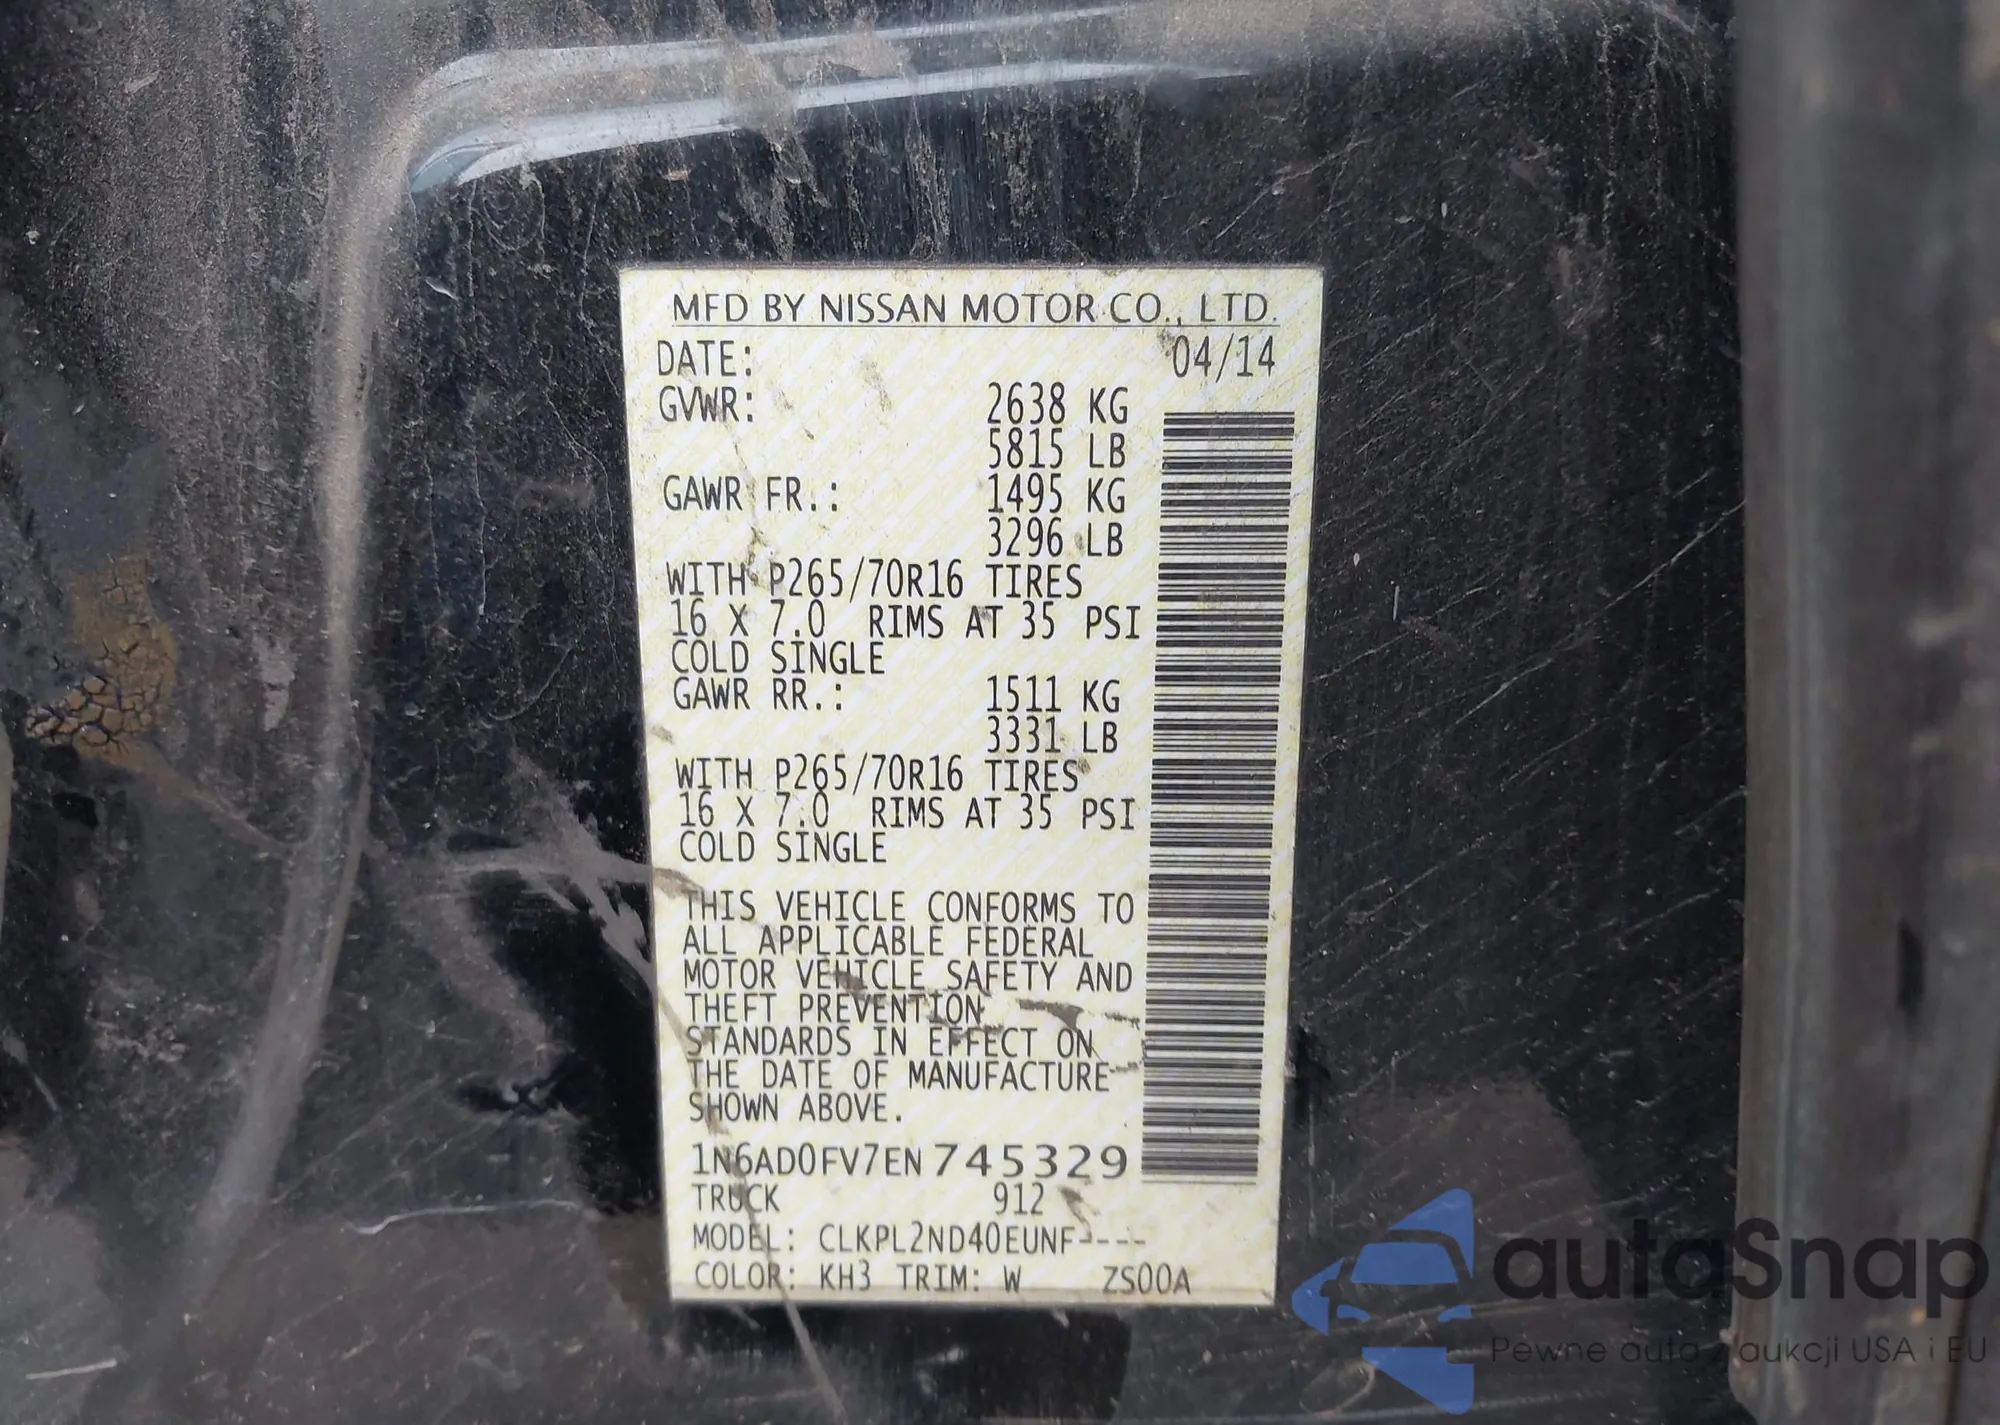 MFD BY NISSAN MOTOR CO., LTD.
DATE: 04/14
GVWR: 2638 KG
5815 LB
GAWR FR.: 1495 KG
3296 LB
WITH P265/70R16 TIRES
16 X 7.0 RIMS AT 35 PSI
COLD SINGLE
GAWR RR.: 1511 KG
3331 LB
WITH P265/70R16 TIRES
16 X 7.0 RIMS AT 35 PSI
COLD SINGLE
THIS VEHICLE CONFORMS TO
ALL APPLICABLE FEDERAL
MOTOR VEHICLE SAFETY AND
THEFT PREVENTION
STANDARDS IN EFFECT ON
THE DATE OF MANUFACTURE
SHOWN ABOVE.
1N6AD0FV7EN 745329
TRUCK 912
MODEL: CLKPL2ND40EUNF----
COLOR: KH3 TRIM: W ZS00A
autaSnap
Pewne auta z aukcji USA i EU